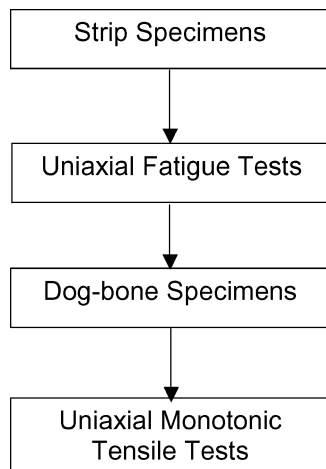 Strip Specimens
Uniaxial Fatigue Tests
Dog-bone Specimens
Uniaxial Monotonic
Tensile Tests